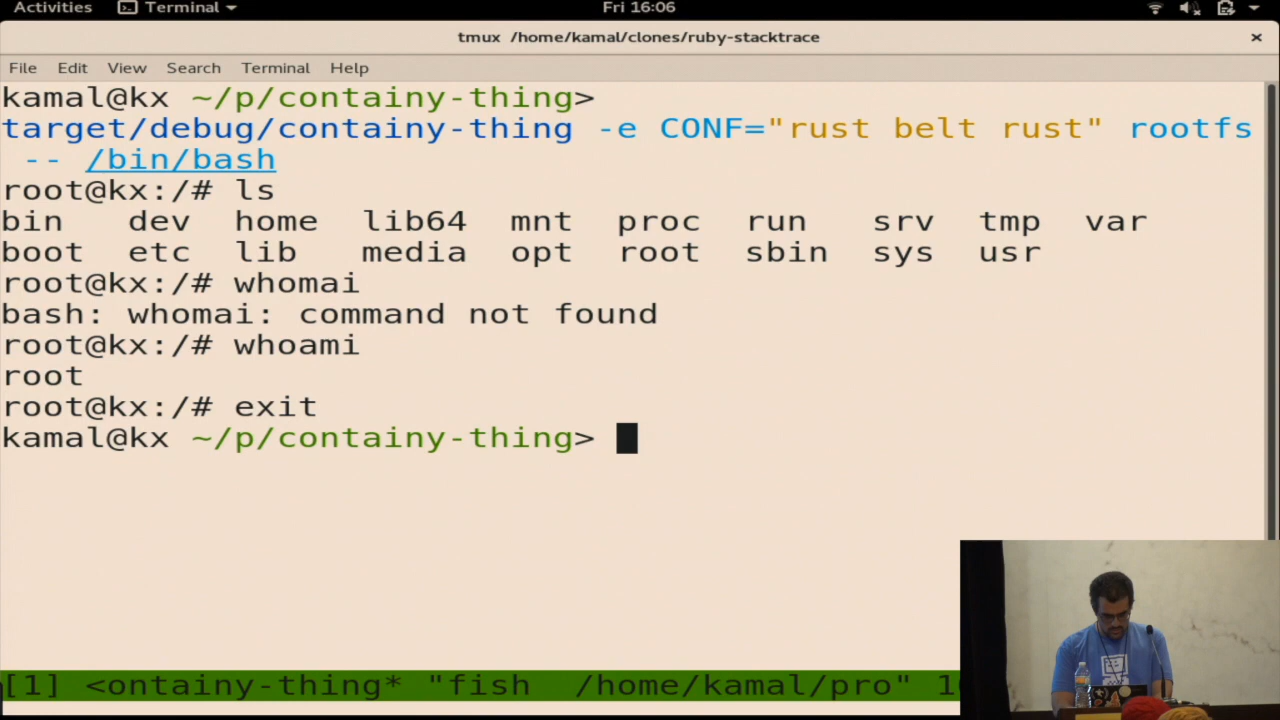 Activities Terminal Fri 16:06
tmux /home/kamal/clones/ruby-stacktrace ×
File Edit View Search Terminal Help
kamal@kx ~/p/containy-thing>
target/debug/containy-thing -e CONF="rust belt rust" rootfs
-- /bin/bash
root@kx:/# ls
bin dev home lib64 mnt proc run srv tmp var
boot etc lib media opt root sbin sys usr
root@kx:/# whomai
bash: whomai: command not found
root@kx:/# whoami
root
root@kx:/# exit
kamal@kx ~/p/containy-thing>
[1] <ontainy-thing* "fish /home/kamal/pro"